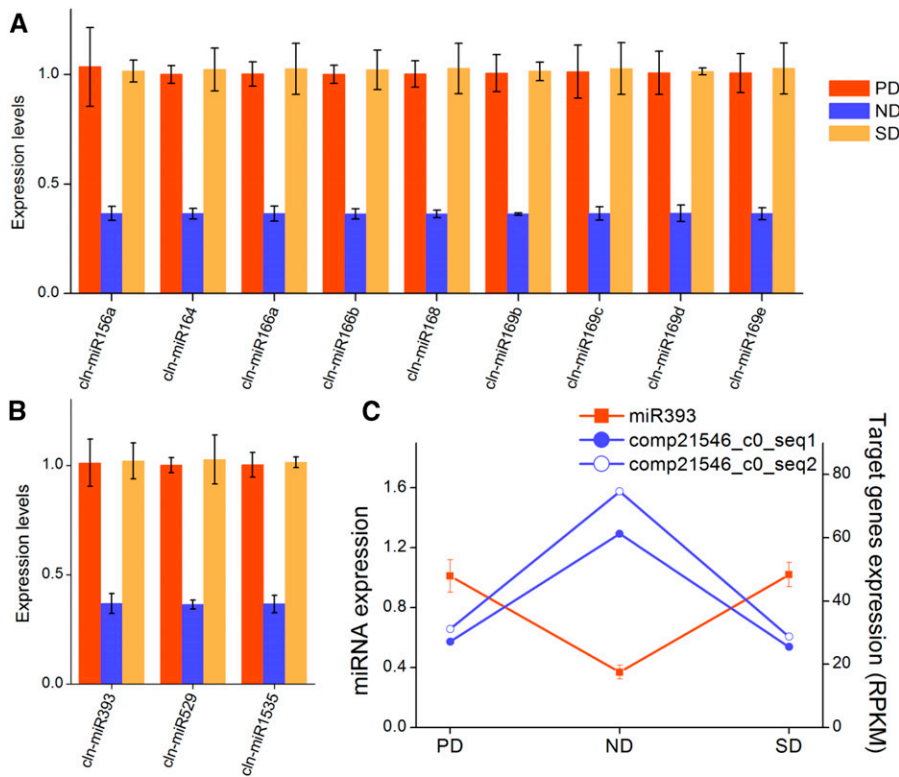 A
Expression levels
1.0
0.5
0.0
cln-miR156a
cln-miR164
cln-miR166a
cln-miR166b
cln-miR168
cln-miR169b
cln-miR169c
cln-miR169d
cln-miR169e
PD
ND
SD
B
Expression levels
1.0
0.5
0.0
cln-miR393
cln-miR529
cln-miR1535
C
miR393
comp21546_c0_seq1
comp21546_c0_seq2
miRNA expression
1.6
1.2
0.8
0.4
0.0
PD
ND
SD
80
60
40
20
0
Target genes expression (RPKM)